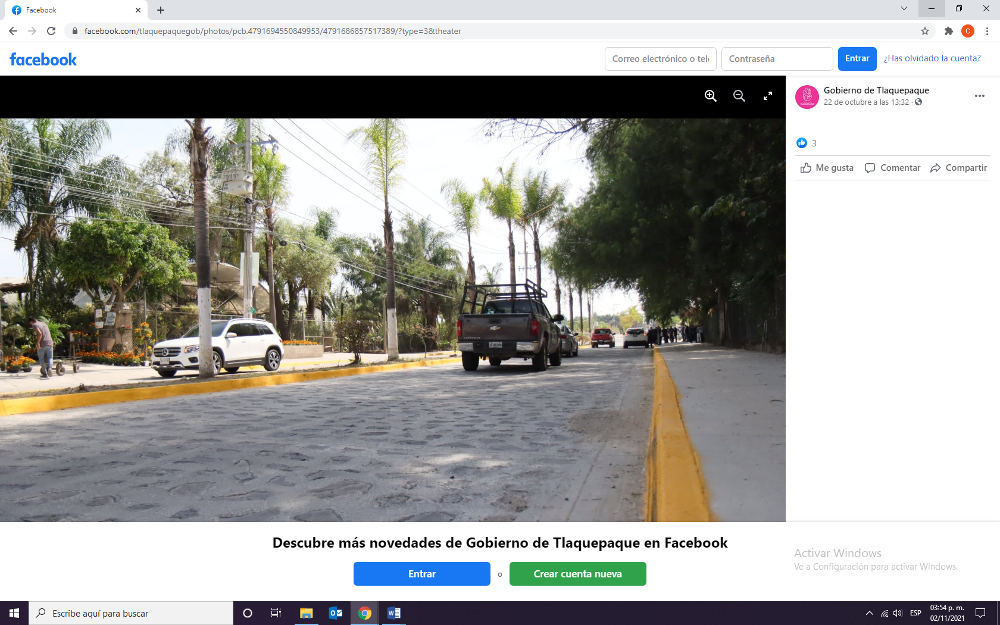 Facebook
facebook.com/tlaquepaquegob/photos/pcb.4791694550849953/4791686857517389/?type=3&theater
C
facebook
Correo electrónico o tel
Contraseña
Entrar
¿Has olvidado la cuenta?
Gobierno de Tlaquepaque
22 de octubre a las 13:32 ·
3
Me gusta
Comentar
Compartir
Descubre más novedades de Gobierno de Tlaquepaque en Facebook
Entrar
o
Crear cuenta nueva
Activar Windows
Ve a Configuración para activar Windows.
Escribe aquí para buscar
ESP
03:54 p. m.
02/11/2021